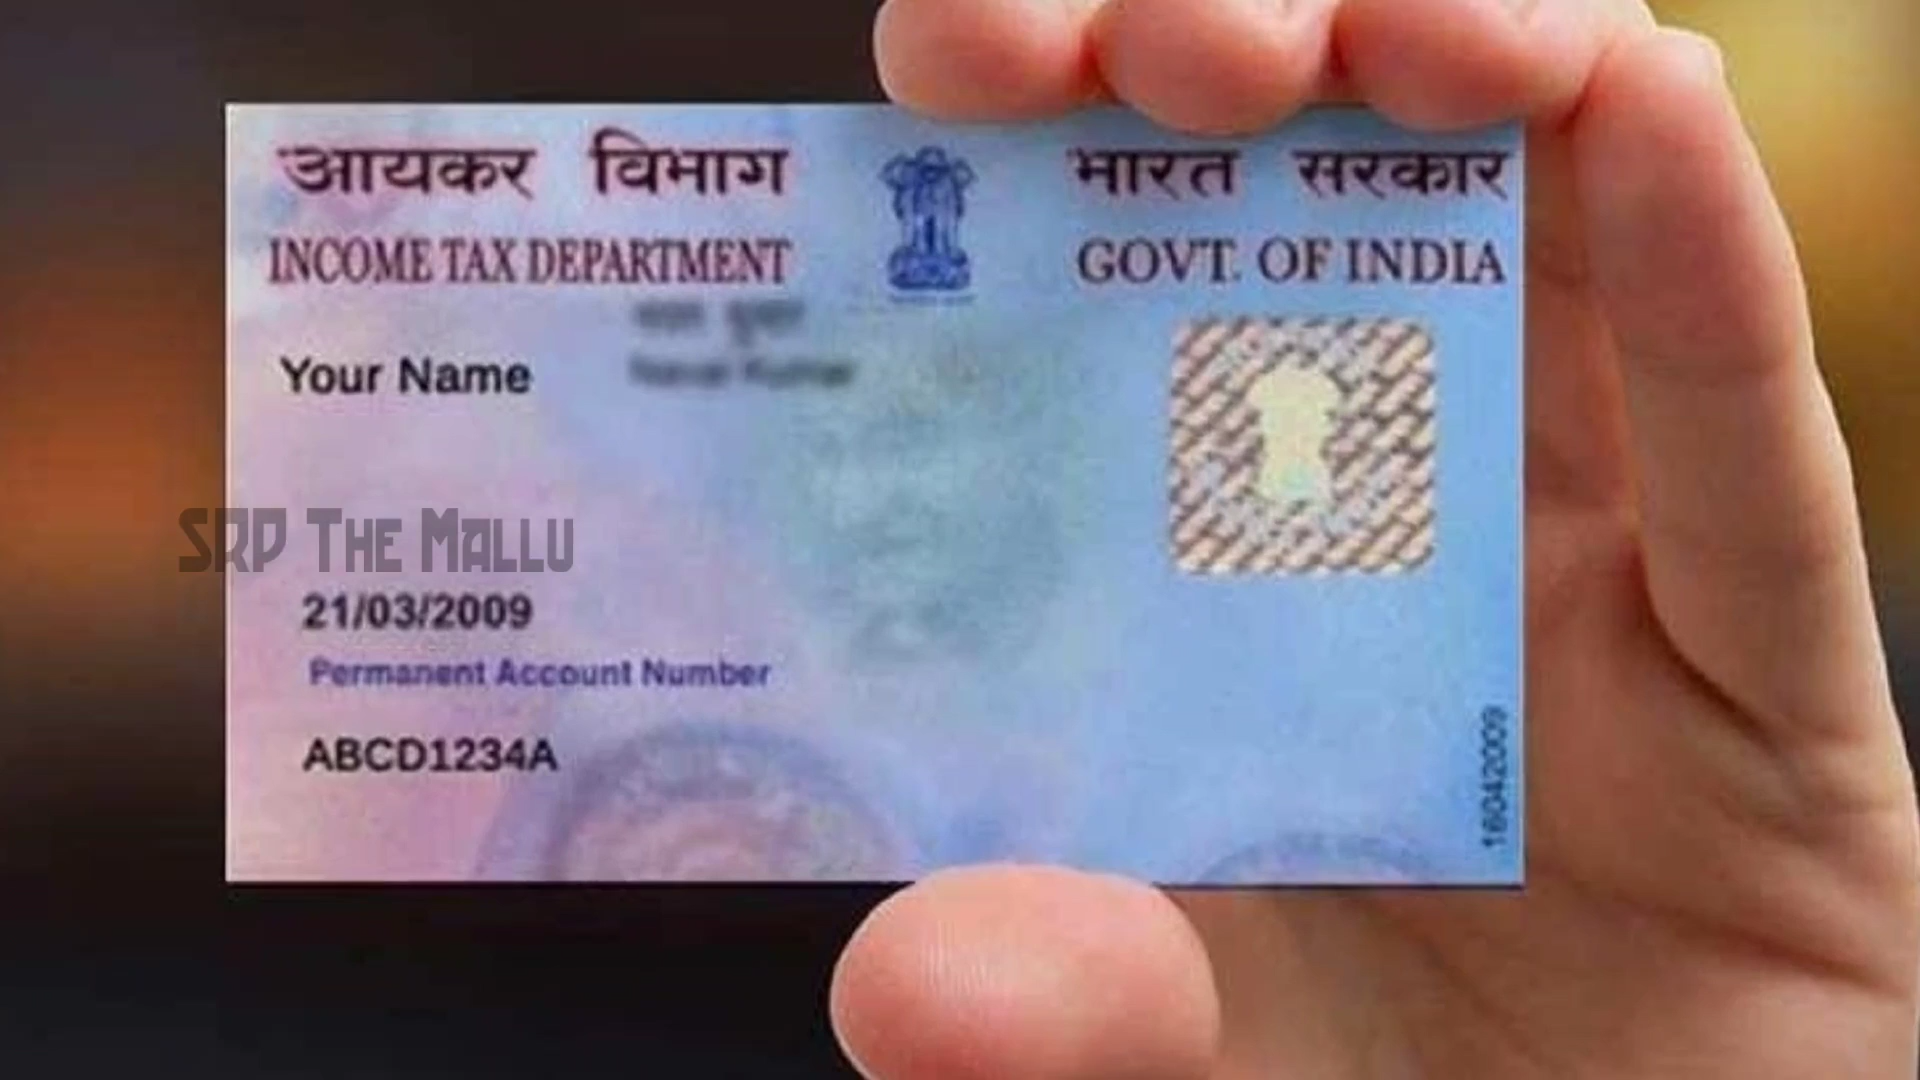 आयकर विभाग
INCOME TAX DEPARTMENT
भारत सरकार
GOVT. OF INDIA
Your Name
SRP The Mallu
21/03/2009
Permanent Account Number
ABCD1234A
16042009